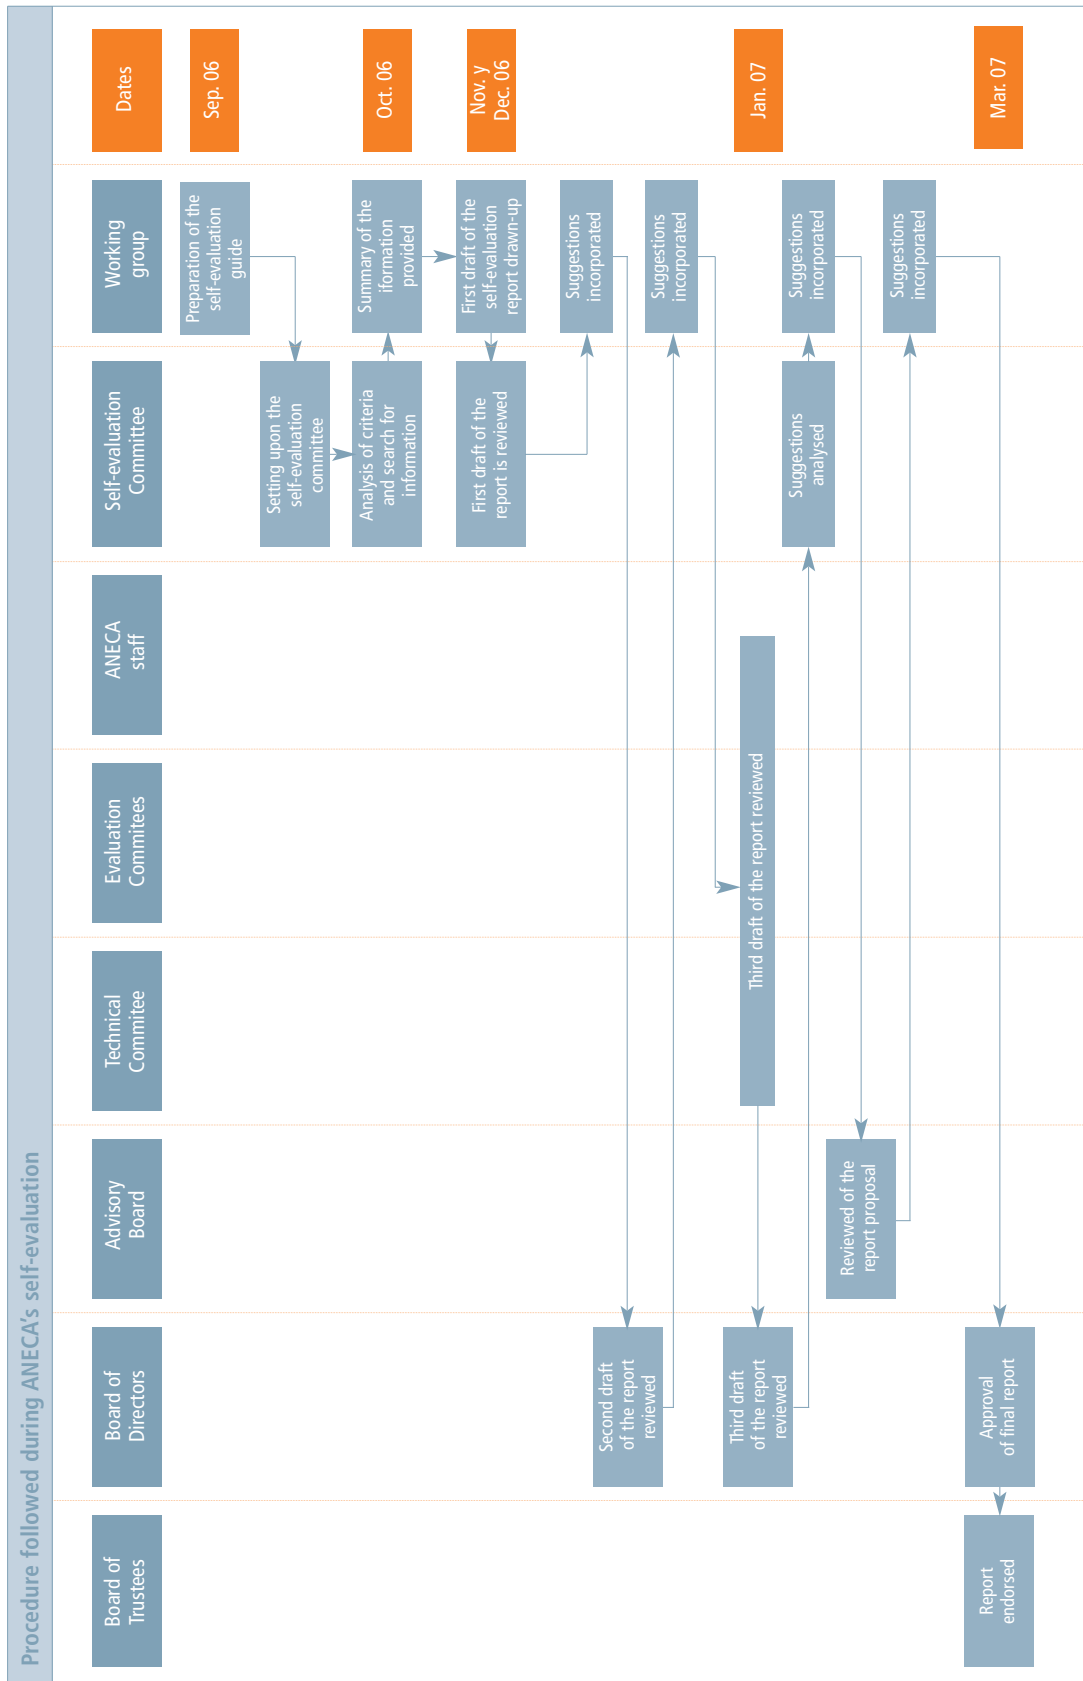 Procedure followed during ANECA's self-evaluation
Board of
Trustees
Board of
Directors
Advisory
Board
Technical
Commitee
Evaluation
Commitees
ANECA
staff
Self-evaluation
Committee
Working
group
Dates
Preparation of the
self-evaluation
guide
Sep. 06
Setting upon the
self-evaluation
committee
Analysis of criteria
and search for
information
Summary of the
iformation
provided
Oct. 06
First draft of the
report is reviewed
First draft of the
self-evaluation
report drawn-up
Nov. y
Dec. 06
Suggestions
incorporated
Second draft
of the report
reviewed
Suggestions
incorporated
Third draft of the report reviewed
Jan. 07
Third draft
of the report
reviewed
Suggestions
analysed
Suggestions
incorporated
Reviewed of the
report proposal
Suggestions
incorporated
Report
endorsed
Approval
of final report
Mar. 07